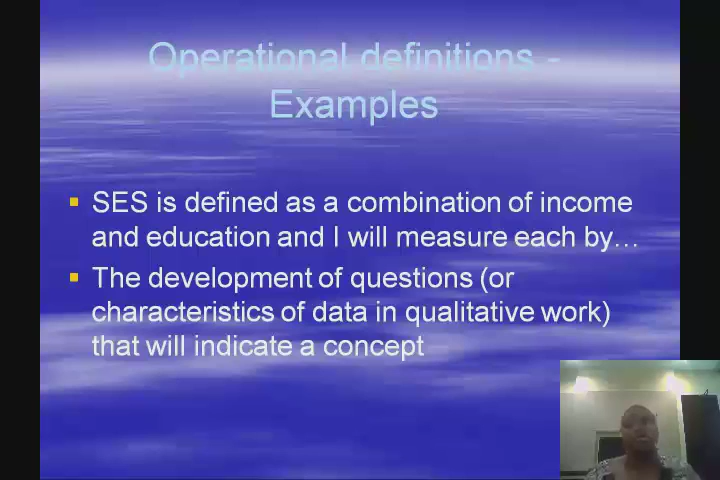 Operational definitions -
Examples
SES is defined as a combination of income
and education and I will measure each by…
The development of questions (or
characteristics of data in qualitative work)
that will indicate a concept